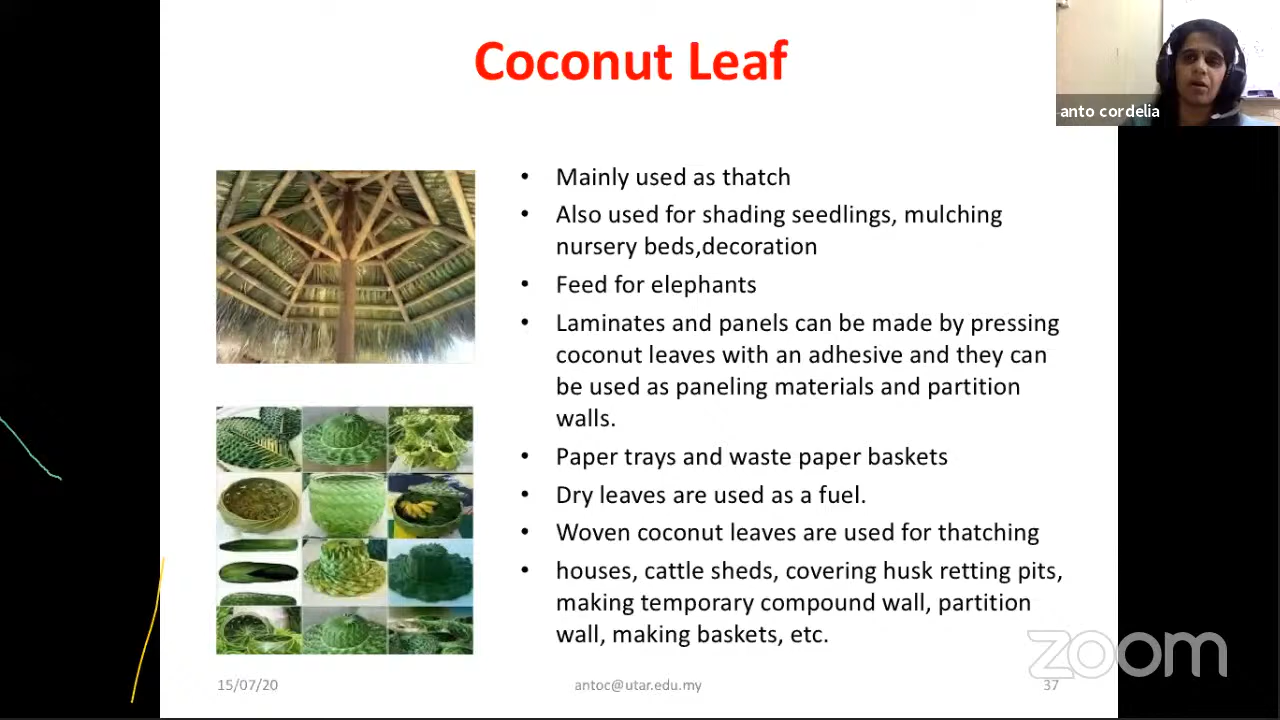 Coconut Leaf
anto cordelia
• Mainly used as thatch
• Also used for shading seedlings, mulching
nursery beds,decoration
• Feed for elephants
• Laminates and panels can be made by pressing
coconut leaves with an adhesive and they can
be used as paneling materials and partition
walls.
• Paper trays and waste paper baskets
• Dry leaves are used as a fuel.
• Woven coconut leaves are used for thatching
• houses, cattle sheds, covering husk retting pits,
making temporary compound wall, partition
wall, making baskets, etc.
zoom
15/07/20
antoc@utar.edu.my
37